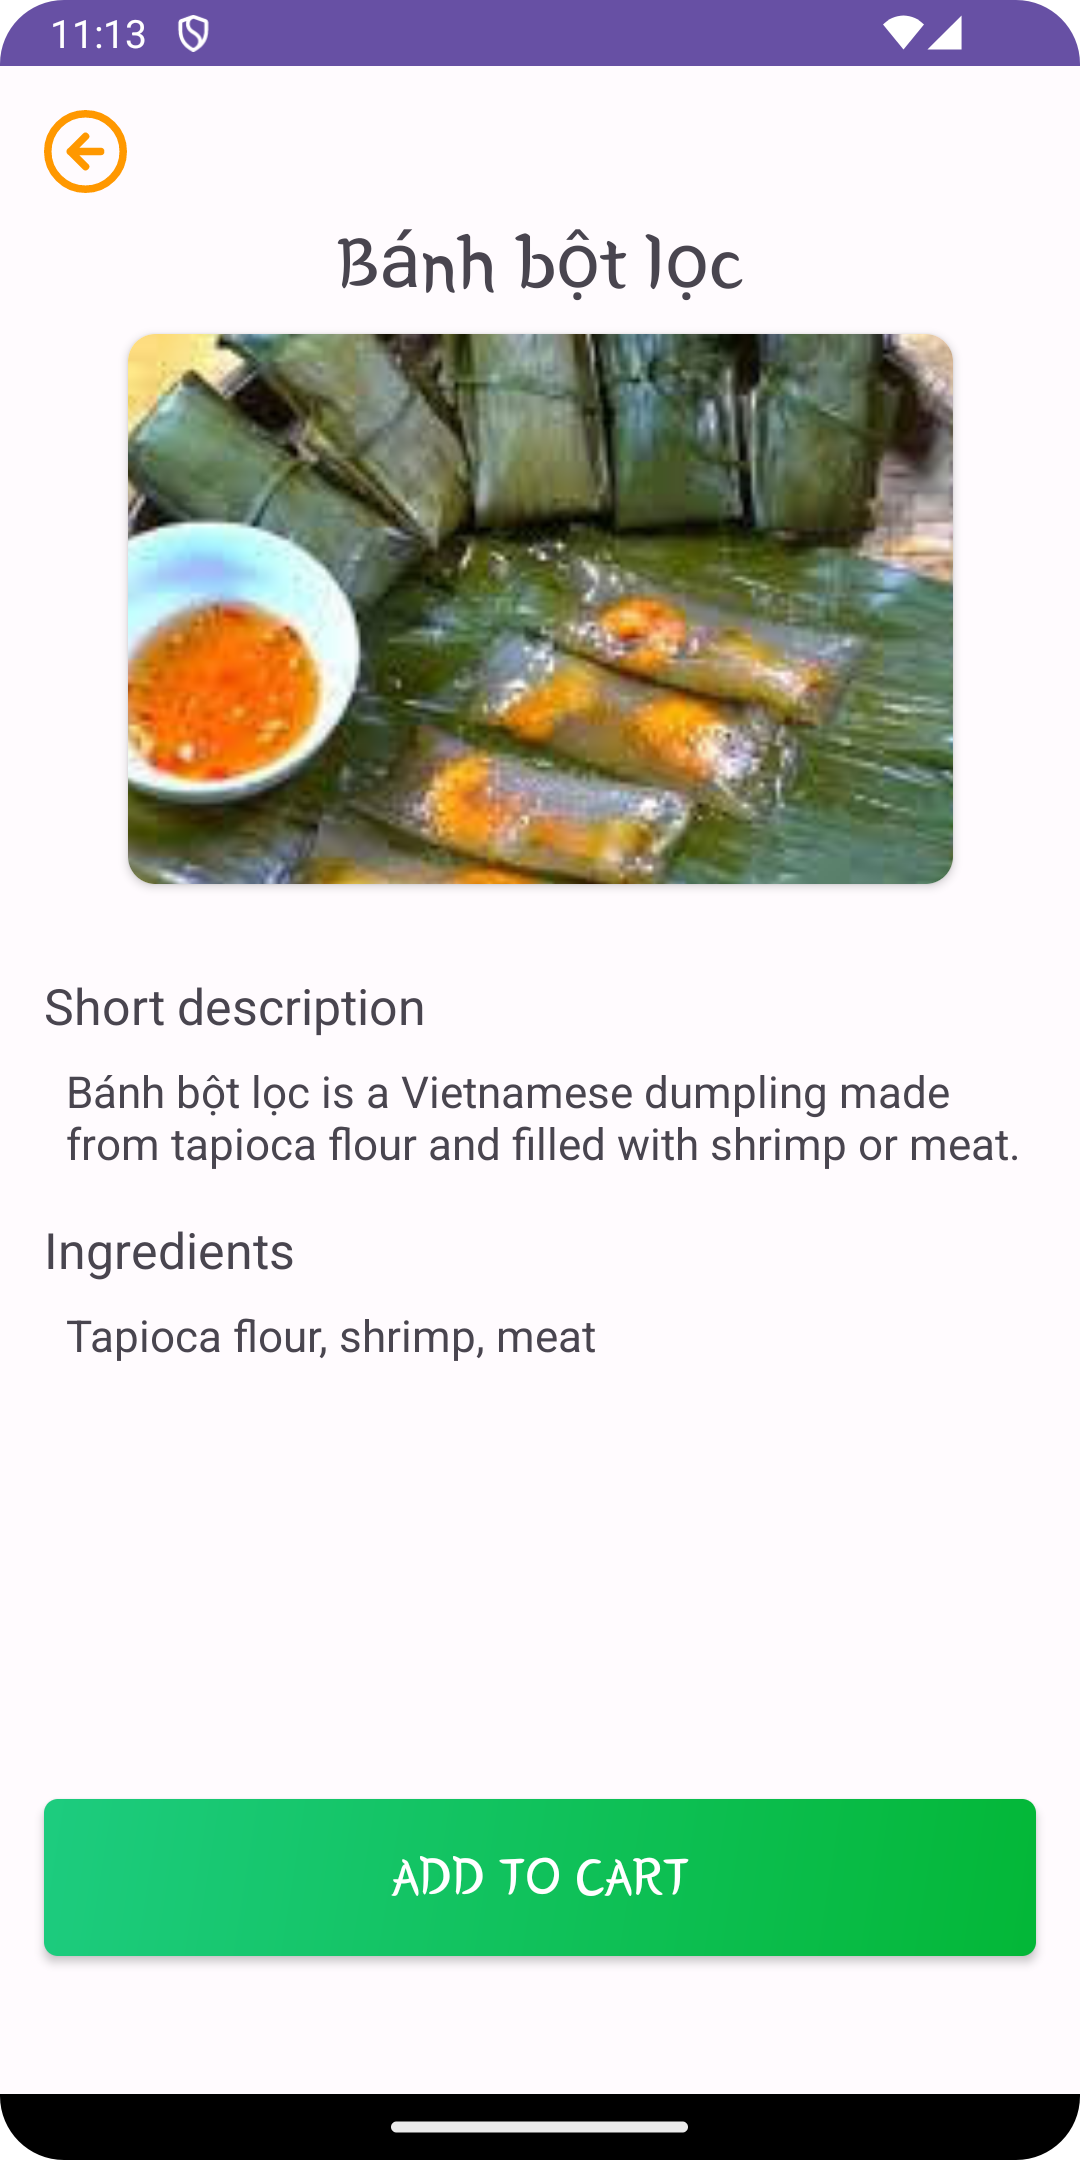 11:13
Bánh bột lọc
Short description
Bánh bột lọc is a Vietnamese dumpling made
from tapioca flour and filled with shrimp or meat.
Ingredients
Tapioca flour, shrimp, meat
ADD TO CART